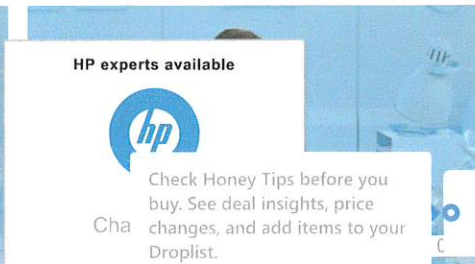 HP experts available
hp
Check Honey Tips before you
buy. See deal insights, price
Cha changes, and add items to your
Droplist.